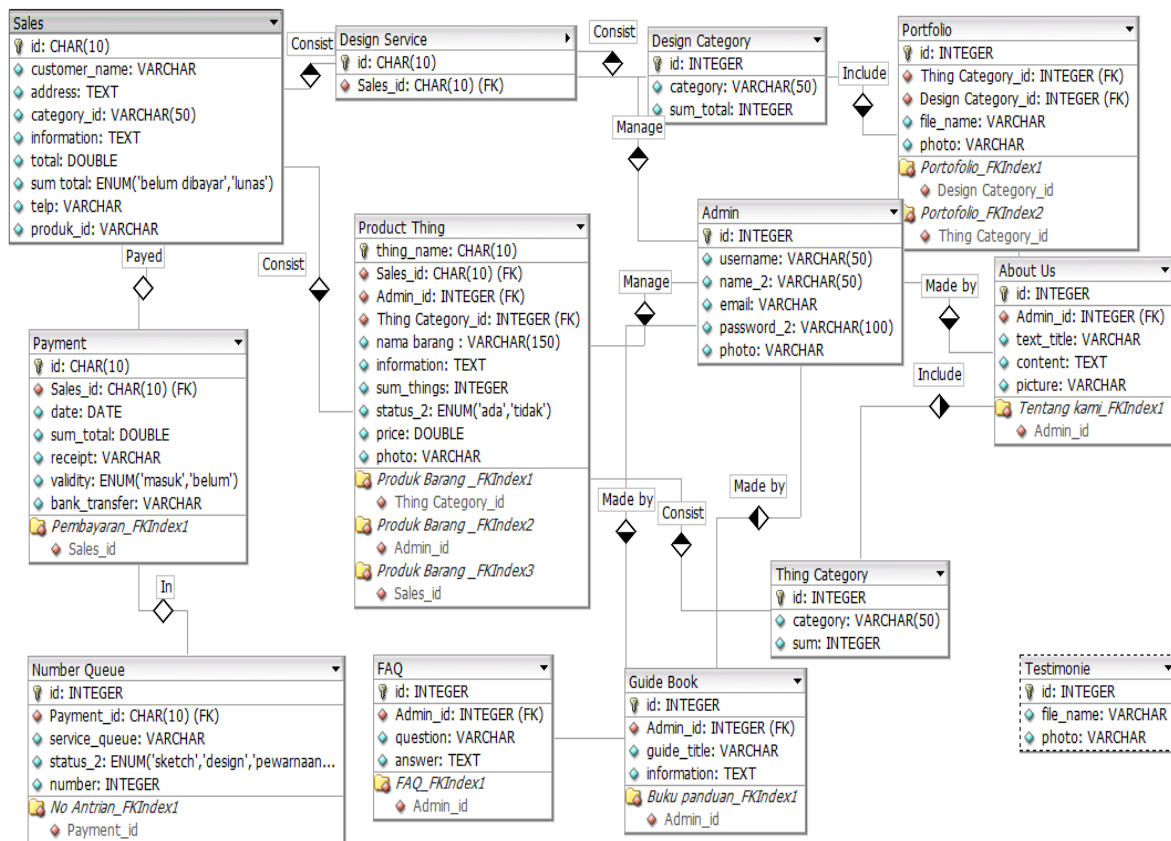 Sales
id: CHAR(10)
customer_name: VARCHAR
address: TEXT
category_id: VARCHAR(50)
information: TEXT
total: DOUBLE
sum total: ENUM('belum dibayar','lunas')
telp: VARCHAR
produk_id: VARCHAR
Consist
Design Service
id: CHAR(10)
Sales_id: CHAR(10) (FK)
Consist
Design Category
id: INTEGER
category: VARCHAR(50)
sum_total: INTEGER
Include
Portfolio
id: INTEGER
Thing Category_id: INTEGER (FK)
Design Category_id: INTEGER (FK)
file_name: VARCHAR
photo: VARCHAR
Portofolio_FKIndex1
Design Category_id
Portofolio_FKIndex2
Thing Category_id
Manage
Payed
Consist
Product Thing
thing_name: CHAR(10)
Sales_id: CHAR(10) (FK)
Admin_id: INTEGER (FK)
Thing Category_id: INTEGER (FK)
nama barang : VARCHAR(150)
information: TEXT
sum_things: INTEGER
status_2: ENUM('ada','tidak')
price: DOUBLE
photo: VARCHAR
Produk Barang _FKIndex1
Thing Category_id
Produk Barang _FKIndex2
Admin_id
Produk Barang _FKIndex3
Sales_id
Manage
Admin
id: INTEGER
username: VARCHAR(50)
name_2: VARCHAR(50)
email: VARCHAR
password_2: VARCHAR(100)
photo: VARCHAR
Made by
About Us
id: INTEGER
Admin_id: INTEGER (FK)
text_title: VARCHAR
content: TEXT
picture: VARCHAR
Tentang kami_FKIndex1
Admin_id
Include
Payment
id: CHAR(10)
Sales_id: CHAR(10) (FK)
date: DATE
sum_total: DOUBLE
receipt: VARCHAR
validity: ENUM('masuk','belum')
bank_transfer: VARCHAR
Pembayaran_FKIndex1
Sales_id
Made by
Consist
Made by
In
Thing Category
id: INTEGER
category: VARCHAR(50)
sum: INTEGER
Number Queue
id: INTEGER
Payment_id: CHAR(10) (FK)
service_queue: VARCHAR
status_2: ENUM('sketch','design','pewarnaan...
number: INTEGER
No Antrian_FKIndex1
Payment_id
FAQ
id: INTEGER
Admin_id: INTEGER (FK)
question: VARCHAR
answer: TEXT
FAQ_FKIndex1
Admin_id
Guide Book
id: INTEGER
Admin_id: INTEGER (FK)
guide_title: VARCHAR
information: TEXT
Buku panduan_FKIndex1
Admin_id
Testimonie
id: INTEGER
file_name: VARCHAR
photo: VARCHAR